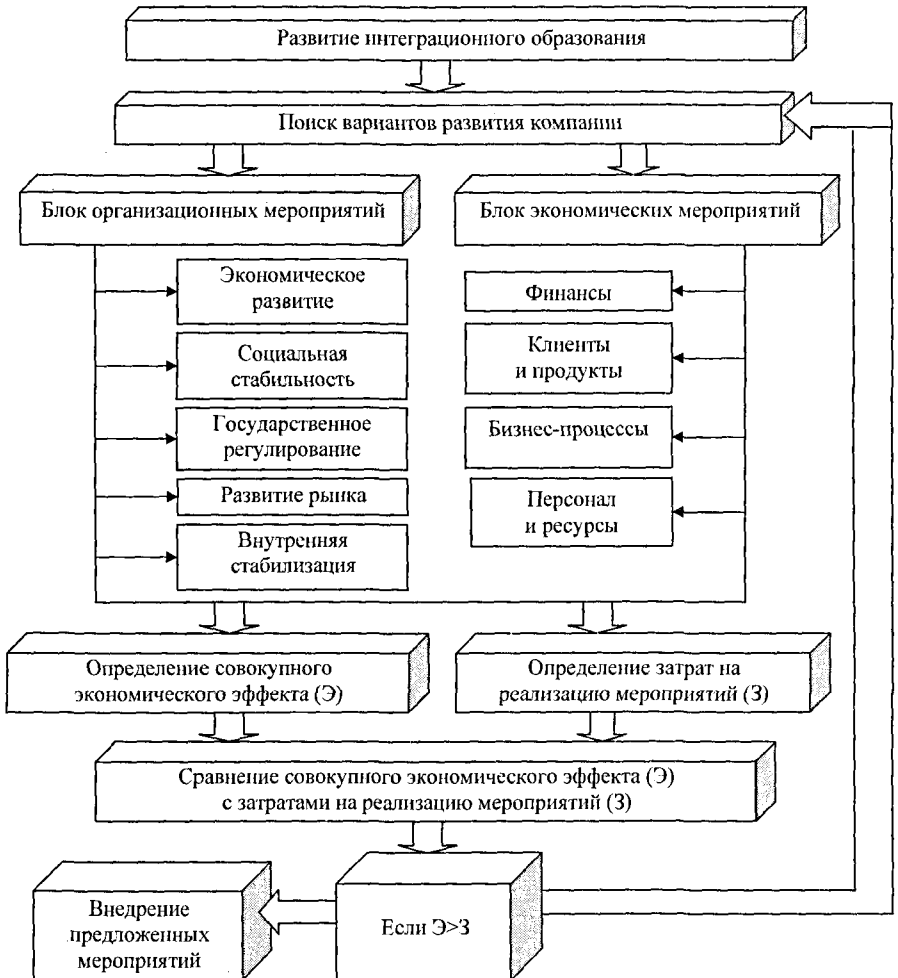 Развитие интеграционного образования
Поиск вариантов развития компании
Блок организационных мероприятий
Блок экономических мероприятий
Экономическое
развитие
Социальная
стабильность
Государственное
регулирование
Развитие рынка
Внутренняя
стабилизация
Финансы
Клиенты
и продукты
Бизнес-процессы
Персонал
и ресурсы
Определение совокупного
экономического эффекта (Э)
Определение затрат на
реализацию мероприятий (З)
Сравнение совокупного экономического эффекта (Э)
с затратами на реализацию мероприятий (З)
Внедрение
предложенных
мероприятий
Если Э>З